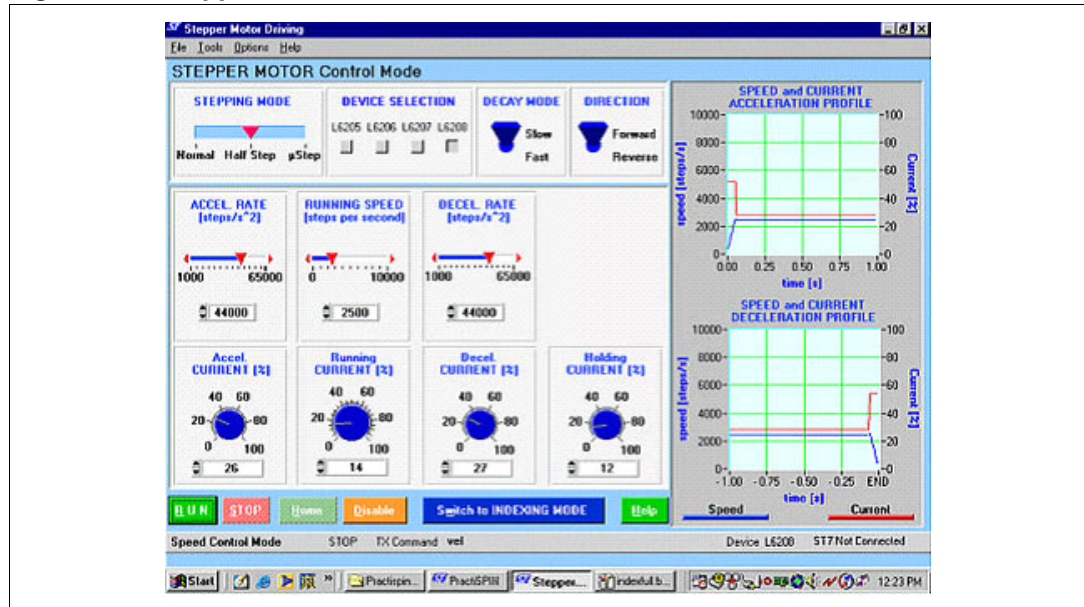 Stepper Motor Driving
File Tools Options Help
STEPPER MOTOR Control Mode
STEPPING MODE
Normal Half Step µStep
DEVICE SELECTION
L6205 L6206 L6207 L6208
DECAY MODE
Slow
Fast
DIRECTION
Forward
Reverse
ACCEL. RATE
[steps/s^2]
1000 65000
44000
RUNNING SPEED
[steps per second]
0 10000
2500
DECEL. RATE
[steps/s^2]
1000 65000
44000
Accel.
CURRENT [%]
40 60
20 80
0 100
26
Running
CURRENT [%]
40 60
20 80
0 100
14
Decel.
CURRENT [%]
40 60
20 80
0 100
27
Holding
CURRENT [%]
40 60
20 80
0 100
12
RUN STOP Home Disable Switch to INDEXING MODE Help
SPEED and CURRENT
ACCELERATION PROFILE
speed [steps/s]
10000
8000
6000
4000
2000
0
100
80
60
40
20
0
Current [%]
0.00 0.25 0.50 0.75 1.00
time [s]
SPEED and CURRENT
DECELERATION PROFILE
speed [steps/s]
10000
8000
6000
4000
2000
0
100
80
60
40
20
0
Current [%]
-1.00 -0.75 -0.50 -0.25 END
time [s]
Speed Current
Speed Control Mode STOP TX Command vel Device L6208 ST7 Not Connected
Start Practispin... PractiSPIN Stepper... indexfull.b... 12:23 PM